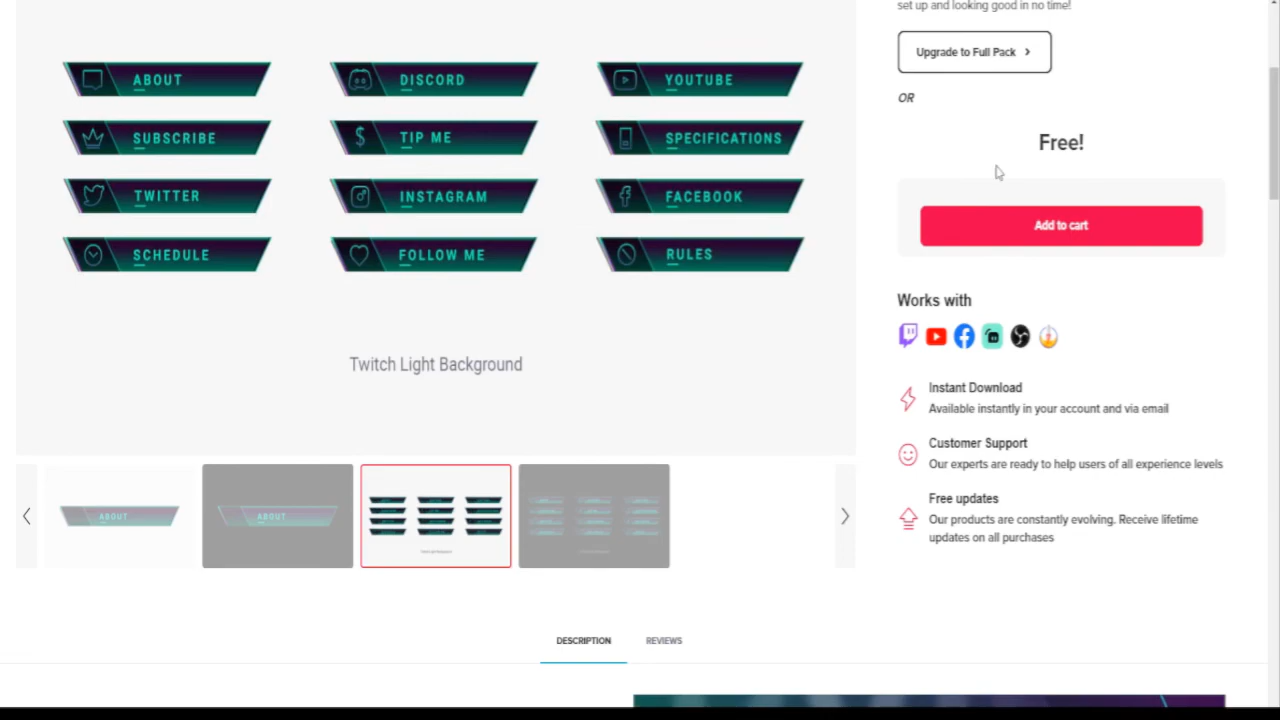 set up and looking good in no time!
Upgrade to Full Pack
OR
Free!
Add to cart
Works with
Instant Download
Available instantly in your account and via email
Customer Support
Our experts are ready to help users of all experience levels
Free updates
Our products are constantly evolving. Receive lifetime
updates on all purchases
ABOUT
DISCORD
YOUTUBE
SUBSCRIBE
TIP ME
SPECIFICATIONS
TWITTER
INSTAGRAM
FACEBOOK
SCHEDULE
FOLLOW ME
RULES
Twitch Light Background
ABOUT
ABOUT
DESCRIPTION
REVIEWS